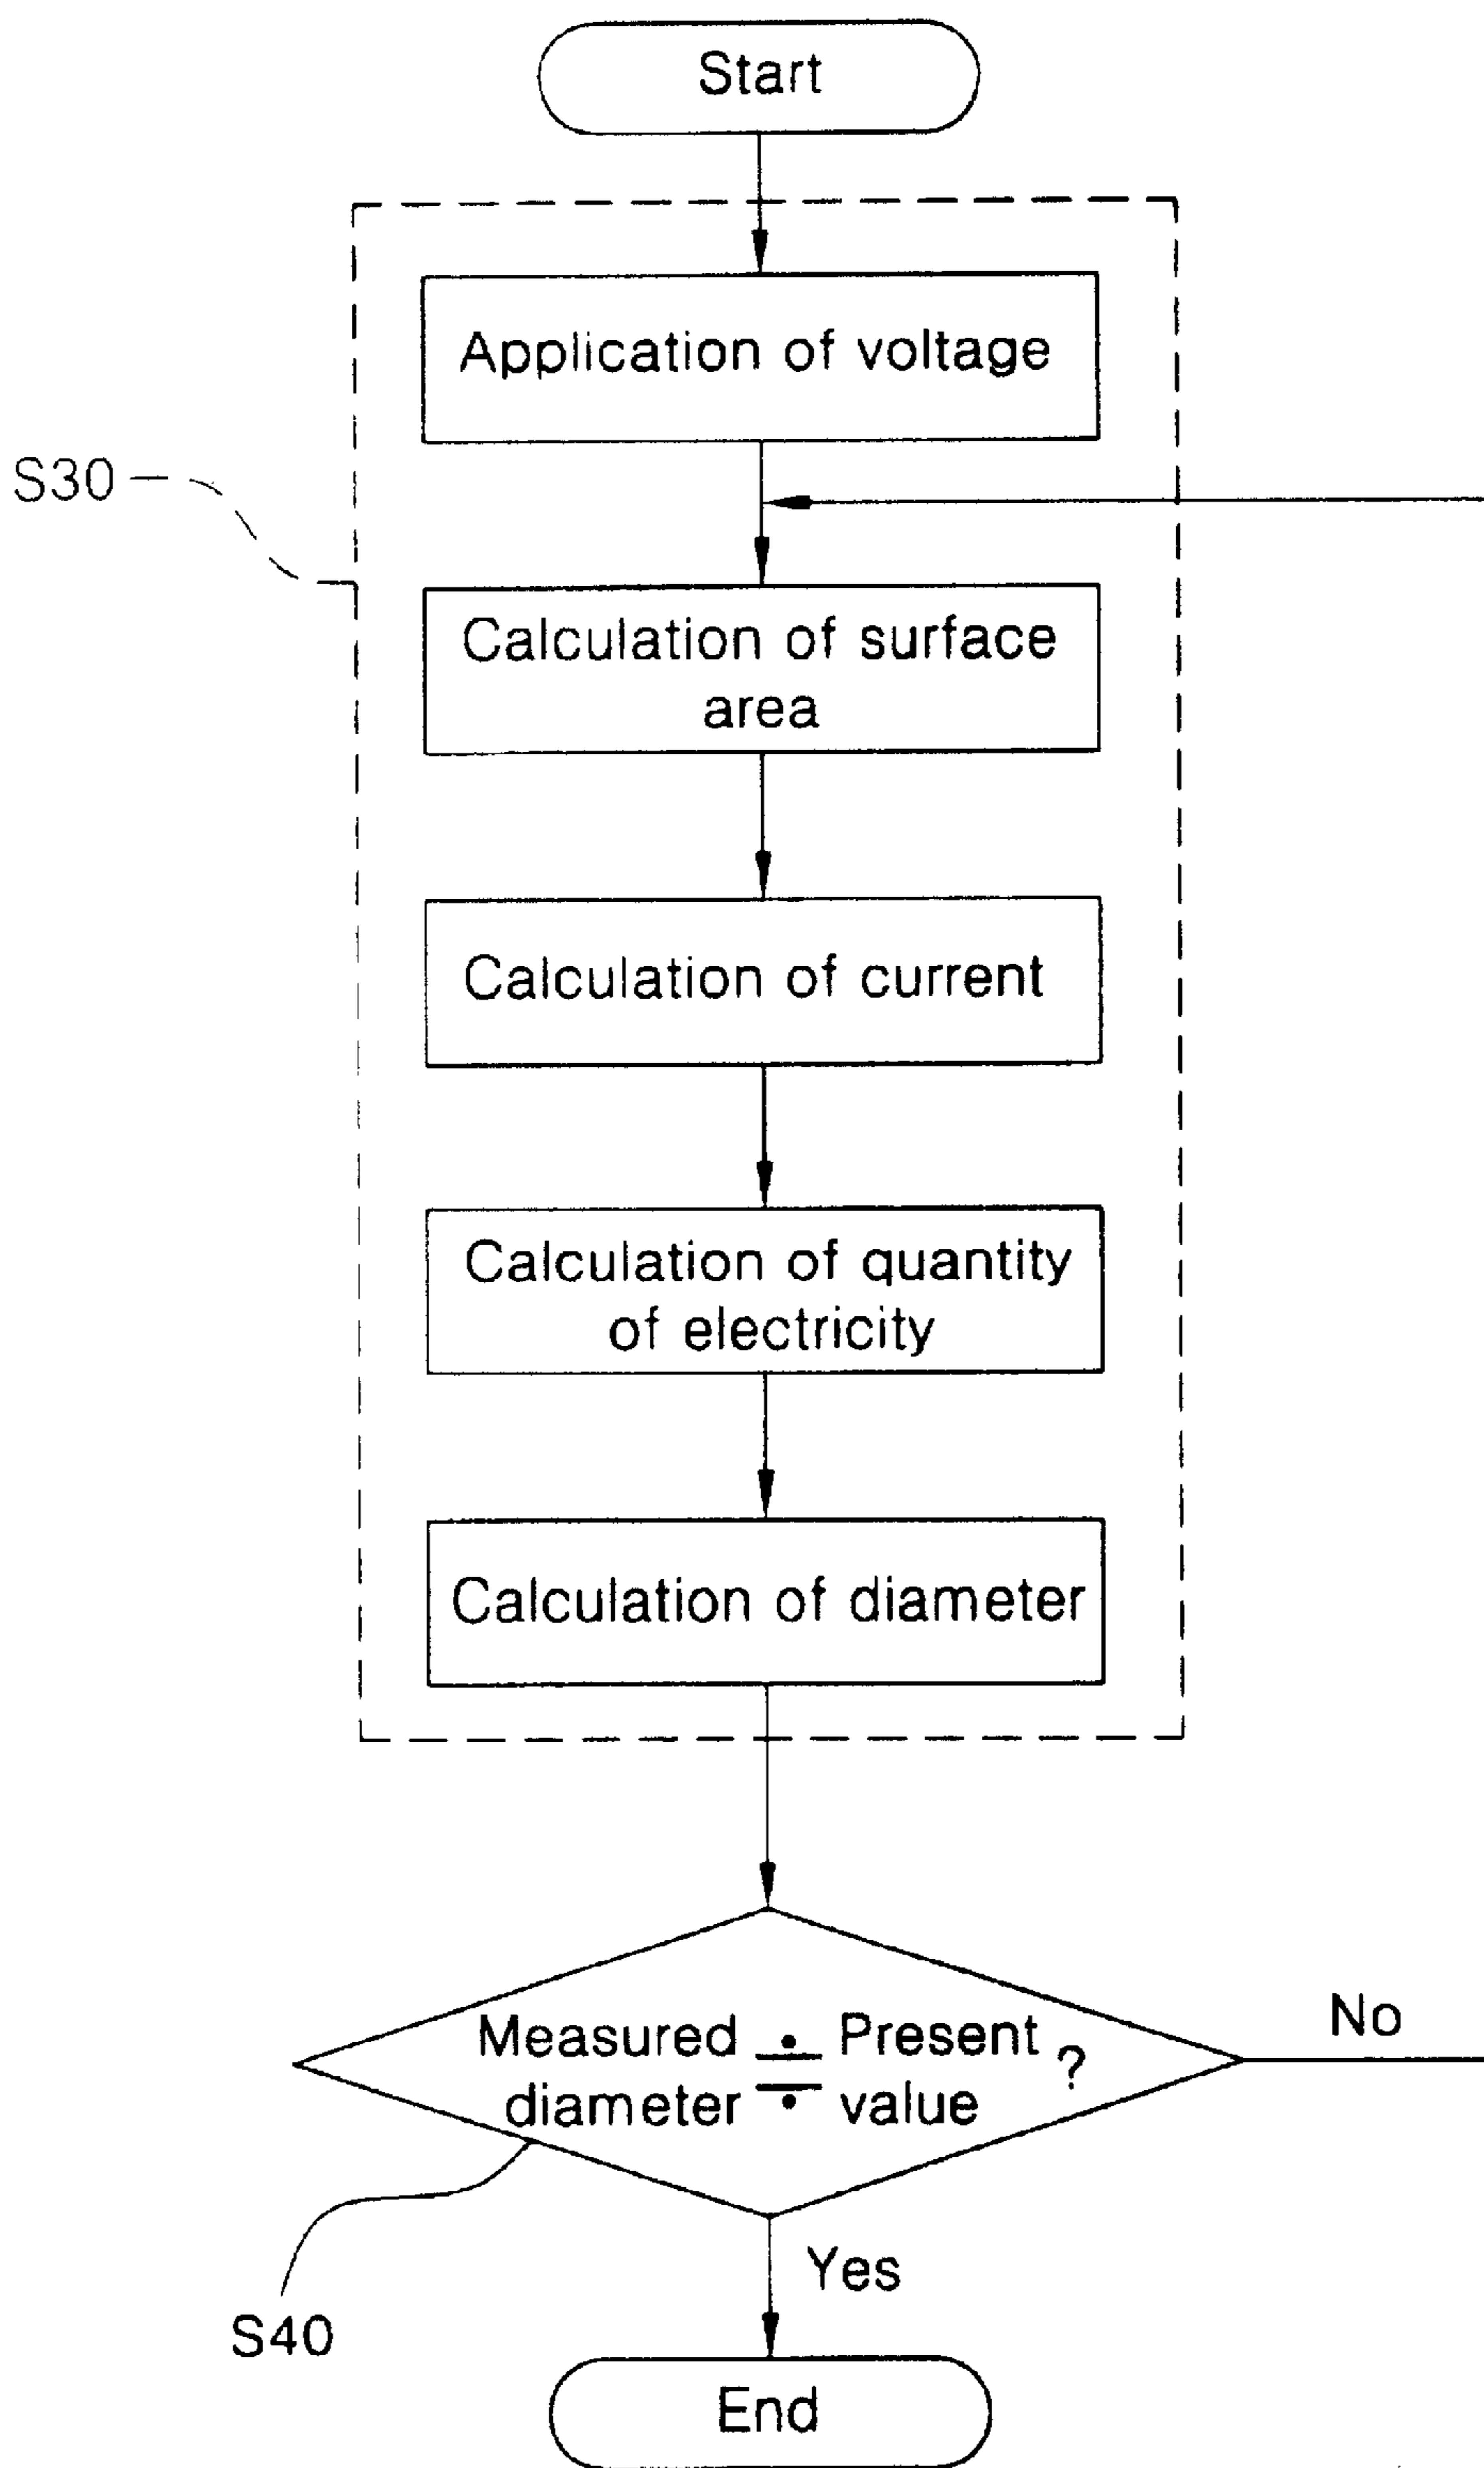 Start
Application of voltage
S30
Calculation of surface
area
Calculation of current
Calculation of quantity
of electricity
Calculation of diameter
Measured ≑ Present ?
diameter value
No
Yes
S40
End